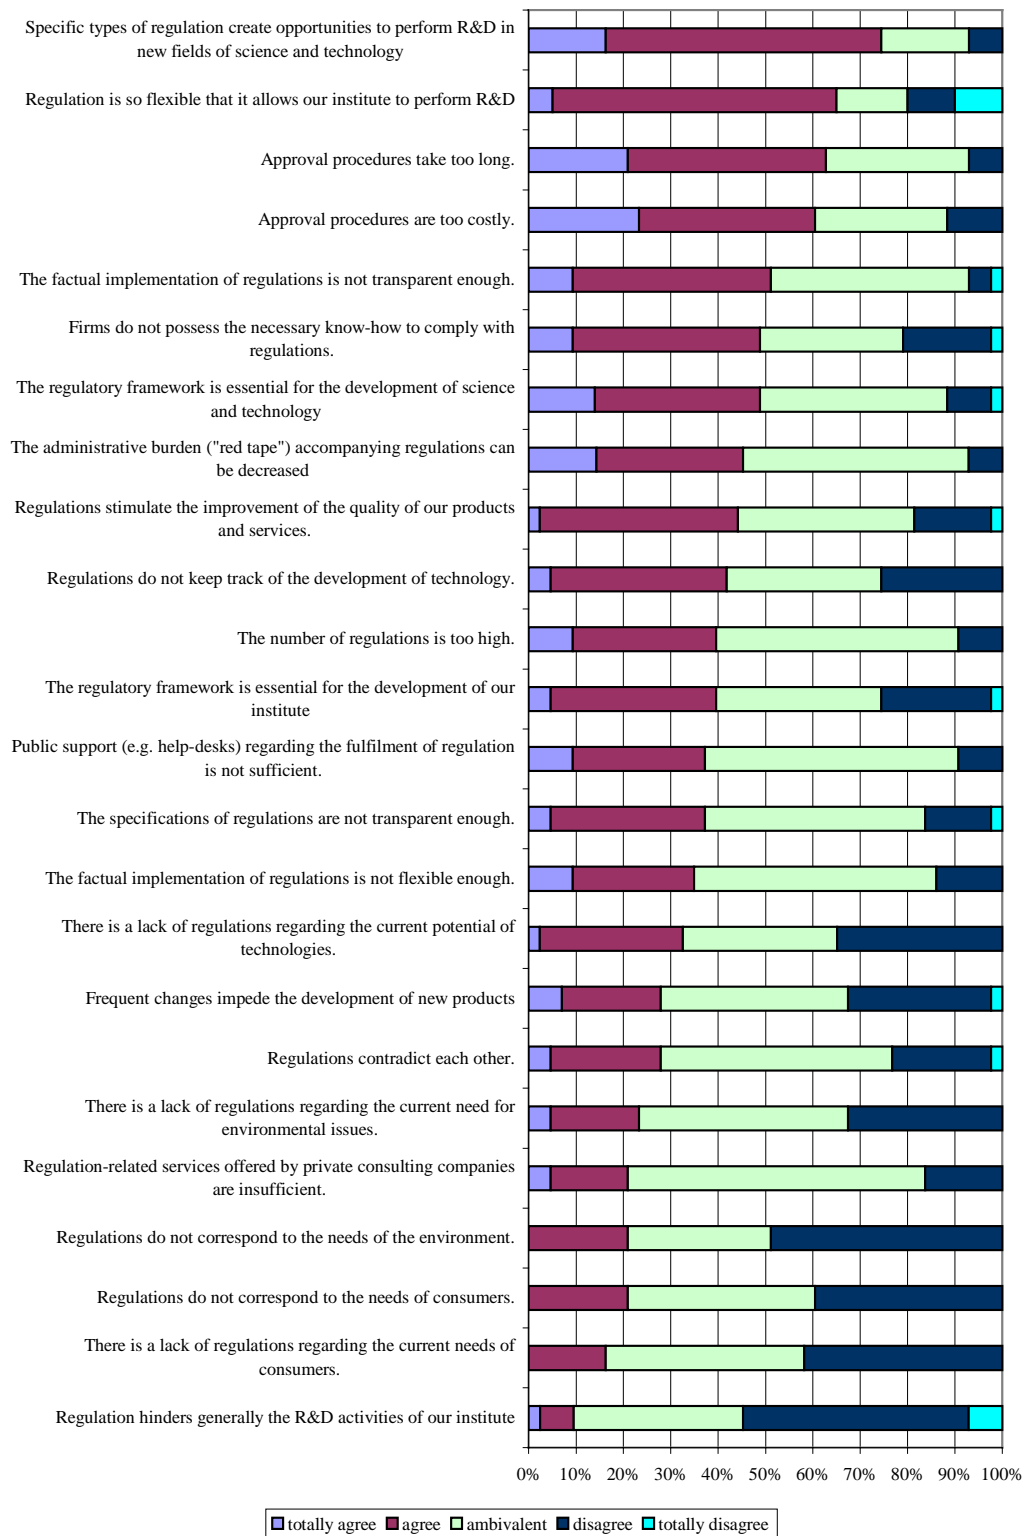 Specific types of regulation create opportunities to perform R&D in
new fields of science and technology
Regulation is so flexible that it allows our institute to perform R&D
Approval procedures take too long.
Approval procedures are too costly.
The factual implementation of regulations is not transparent enough.
Firms do not possess the necessary know-how to comply with
regulations.
The regulatory framework is essential for the development of science
and technology
The administrative burden ("red tape") accompanying regulations can
be decreased
Regulations stimulate the improvement of the quality of our products
and services.
Regulations do not keep track of the development of technology.
The number of regulations is too high.
The regulatory framework is essential for the development of our
institute
Public support (e.g. help-desks) regarding the fulfilment of regulation
is not sufficient.
The specifications of regulations are not transparent enough.
The factual implementation of regulations is not flexible enough.
There is a lack of regulations regarding the current potential of
technologies.
Frequent changes impede the development of new products
Regulations contradict each other.
There is a lack of regulations regarding the current need for
environmental issues.
Regulation-related services offered by private consulting companies
are insufficient.
Regulations do not correspond to the needs of the environment.
Regulations do not correspond to the needs of consumers.
There is a lack of regulations regarding the current needs of
consumers.
Regulation hinders generally the R&D activities of our institute
0% 10% 20% 30% 40% 50% 60% 70% 80% 90% 100%
totally agree agree ambivalent disagree totally disagree